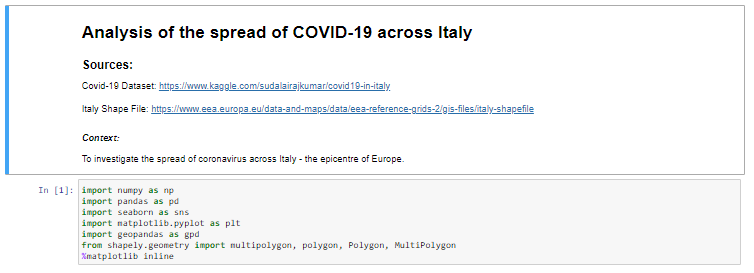 Analysis of the spread of COVID-19 across Italy
Sources:
Covid-19 Dataset: https://www.kaggle.com/sudalairajkumar/covid19-in-italy
Italy Shape File: https://www.eea.europa.eu/data-and-maps/data/eea-reference-grids-2/gis-files/italy-shapefile
Context:
To investigate the spread of coronavirus across Italy - the epicentre of Europe.
In [1]: import numpy as np
import pandas as pd
import seaborn as sns
import matplotlib.pyplot as plt
import geopandas as gpd
from shapely.geometry import multipolygon, polygon, Polygon, MultiPolygon
%matplotlib inline